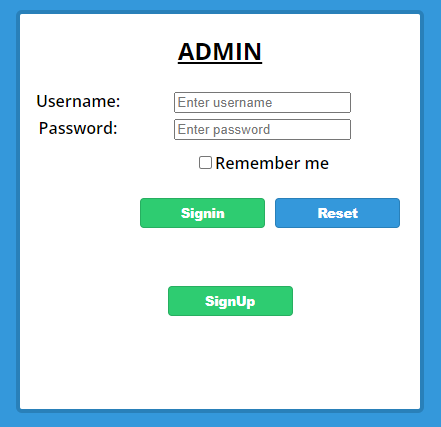 ADMIN
Username: Enter username
Password: Enter password
Remember me
Signin Reset
SignUp